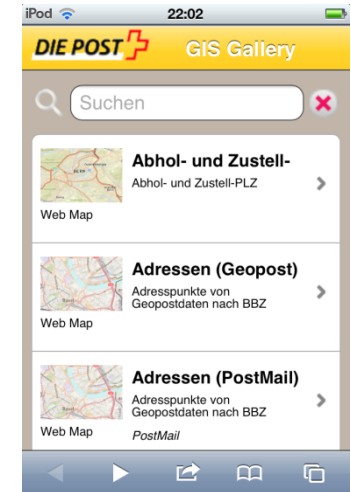 iPod 22:02
DIE POST GIS Gallery
Suchen
Abhol- und Zustell-
Abhol- und Zustell-PLZ
Web Map
Adressen (Geopost)
Adresspunkte von
Geopostdaten nach BBZ
Web Map
Adressen (PostMail)
Adresspunkte von
Geopostdaten nach BBZ
Web Map
PostMail